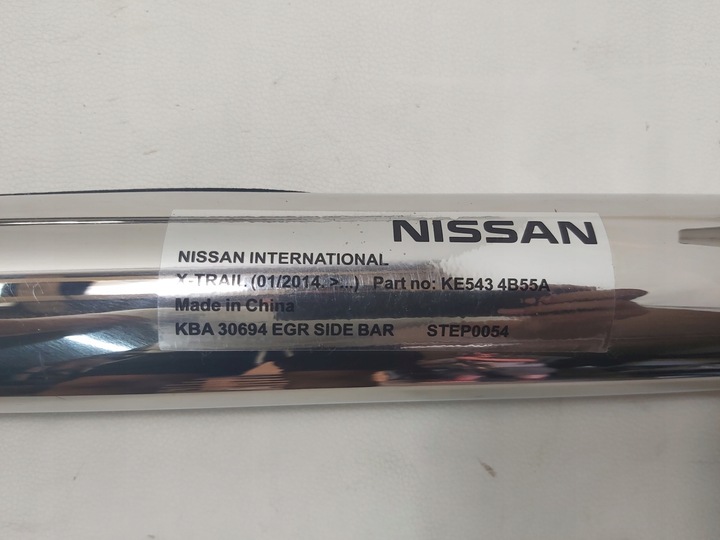 NISSAN
NISSAN INTERNATIONAL
X-TRAIL (01/2014. >...) Part no: KE543 4B55A
Made in China
KBA 30694 EGR SIDE BAR STEP0054